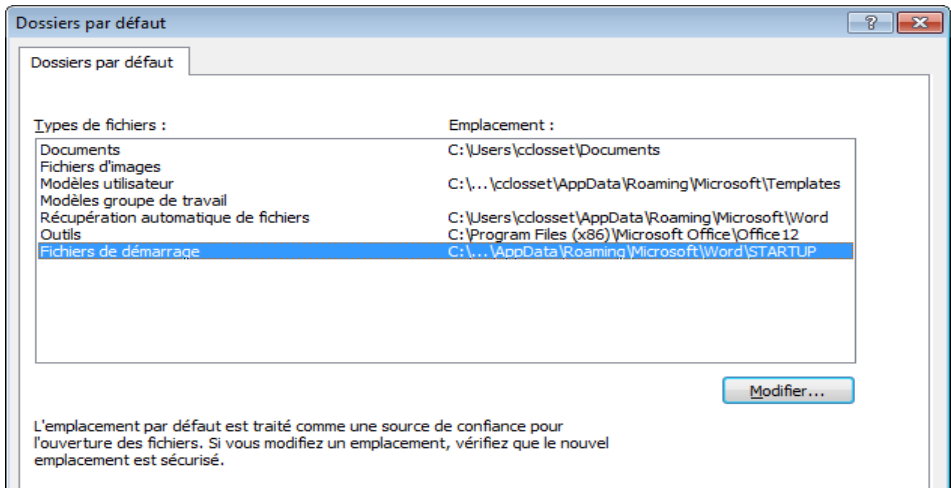 Dossiers par défaut
Dossiers par défaut
Types de fichiers : Emplacement :
Documents C:\Users\cclosset\Documents
Fichiers d'images
Modèles utilisateur C:\...\cclosset\AppData\Roaming\Microsoft\Templates
Modèles groupe de travail
Récupération automatique de fichiers C:\Users\cclosset\AppData\Roaming\Microsoft\Word
Outils C:\Program Files (x86)\Microsoft Office\Office12
Fichiers de démarrage C:\...\AppData\Roaming\Microsoft\Word\STARTUP
Modifier...
L'emplacement par défaut est traité comme une source de confiance pour
l'ouverture des fichiers. Si vous modifiez un emplacement, vérifiez que le nouvel
emplacement est sécurisé.